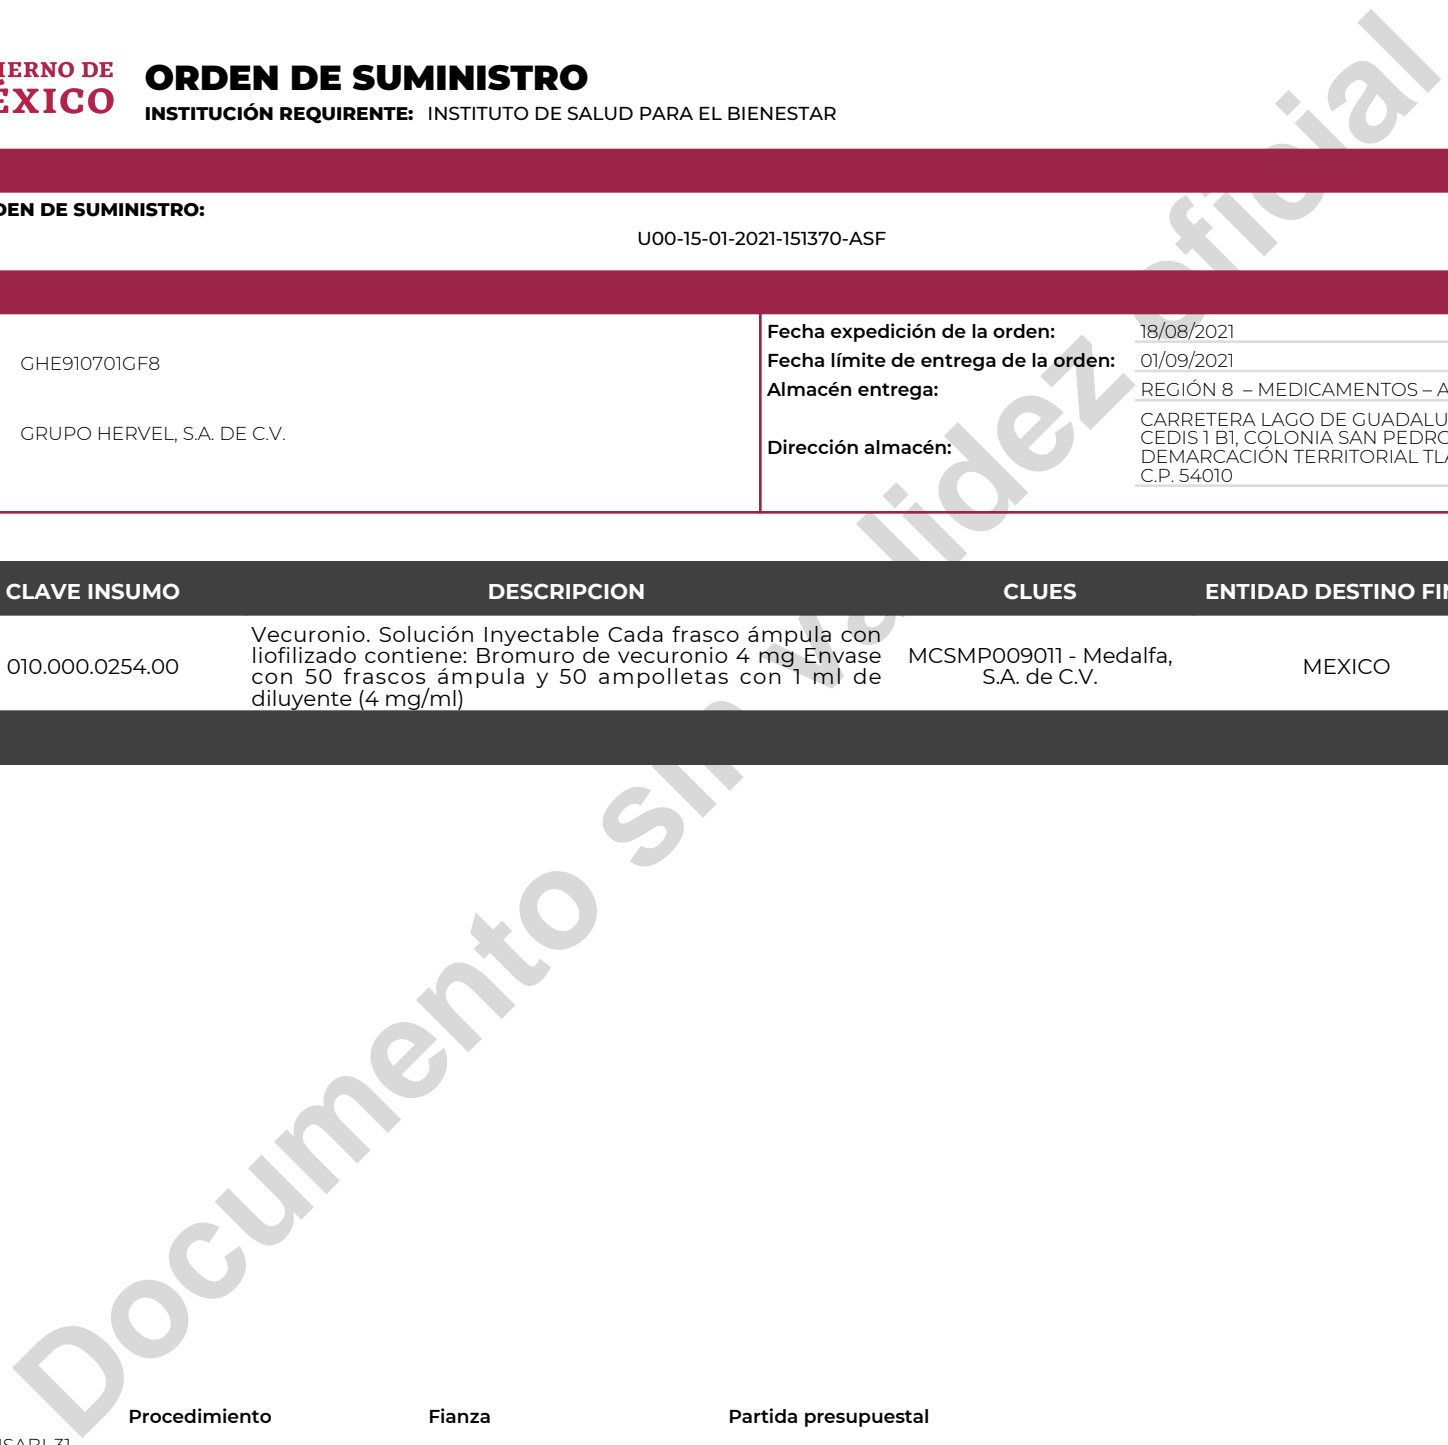 IERNO DE
ÉXICO
ORDEN DE SUMINISTRO
INSTITUCIÓN REQUIRENTE: INSTITUTO DE SALUD PARA EL BIENESTAR
DEN DE SUMINISTRO:
U00-15-01-2021-151370-ASF
GHE910701GF8
GRUPO HERVEL, S.A. DE C.V.
Fecha expedición de la orden: 18/08/2021
Fecha límite de entrega de la orden: 01/09/2021
Almacén entrega: REGIÓN 8 – MEDICAMENTOS – A
Dirección almacén:
CARRETERA LAGO DE GUADALU
CEDIS 1 B1, COLONIA SAN PEDRO
DEMARCACIÓN TERRITORIAL TLA
C.P. 54010
CLAVE INSUMO DESCRIPCION CLUES ENTIDAD DESTINO FIN
010.000.0254.00
Vecuronio. Solución Inyectable Cada frasco ámpula con
liofilizado contiene: Bromuro de vecuronio 4 mg Envase
con 50 frascos ámpula y 50 ampolletas con 1 ml de
diluyente (4 mg/ml)
MCSMP009011 - Medalfa,
S.A. de C.V.
MEXICO
Documento sin validez oficial
Procedimiento Fianza Partida presupuestal